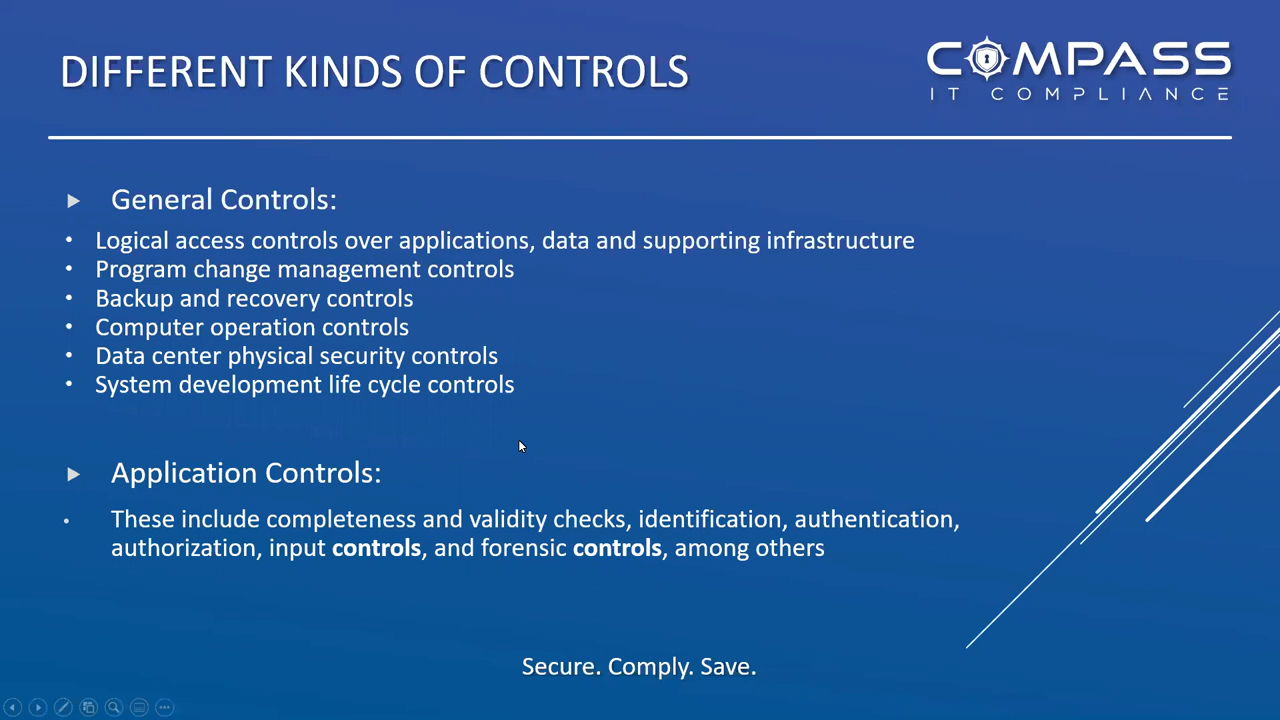 DIFFERENT KINDS OF CONTROLS
COMPASS
IT COMPLIANCE
General Controls:
• Logical access controls over applications, data and supporting infrastructure
• Program change management controls
• Backup and recovery controls
• Computer operation controls
• Data center physical security controls
• System development life cycle controls
Application Controls:
• These include completeness and validity checks, identification, authentication,
authorization, input controls, and forensic controls, among others
Secure. Comply. Save.